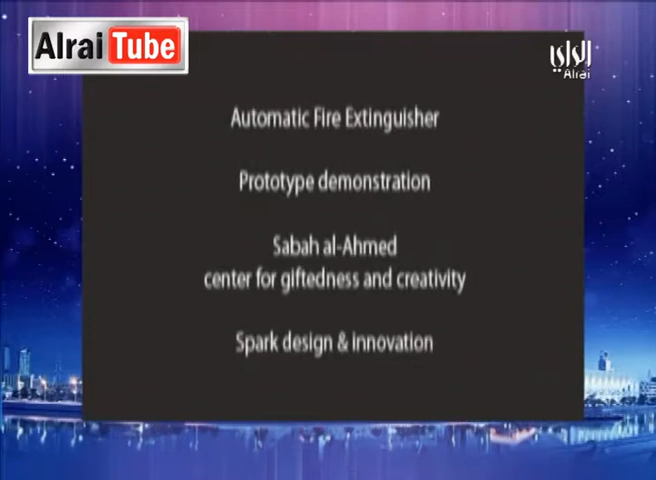 Alrai Tube
الراي
Alrai
Automatic Fire Extinguisher
Prototype demonstration
Sabah al-Ahmed
center for giftedness and creativity
Spark design & innovation